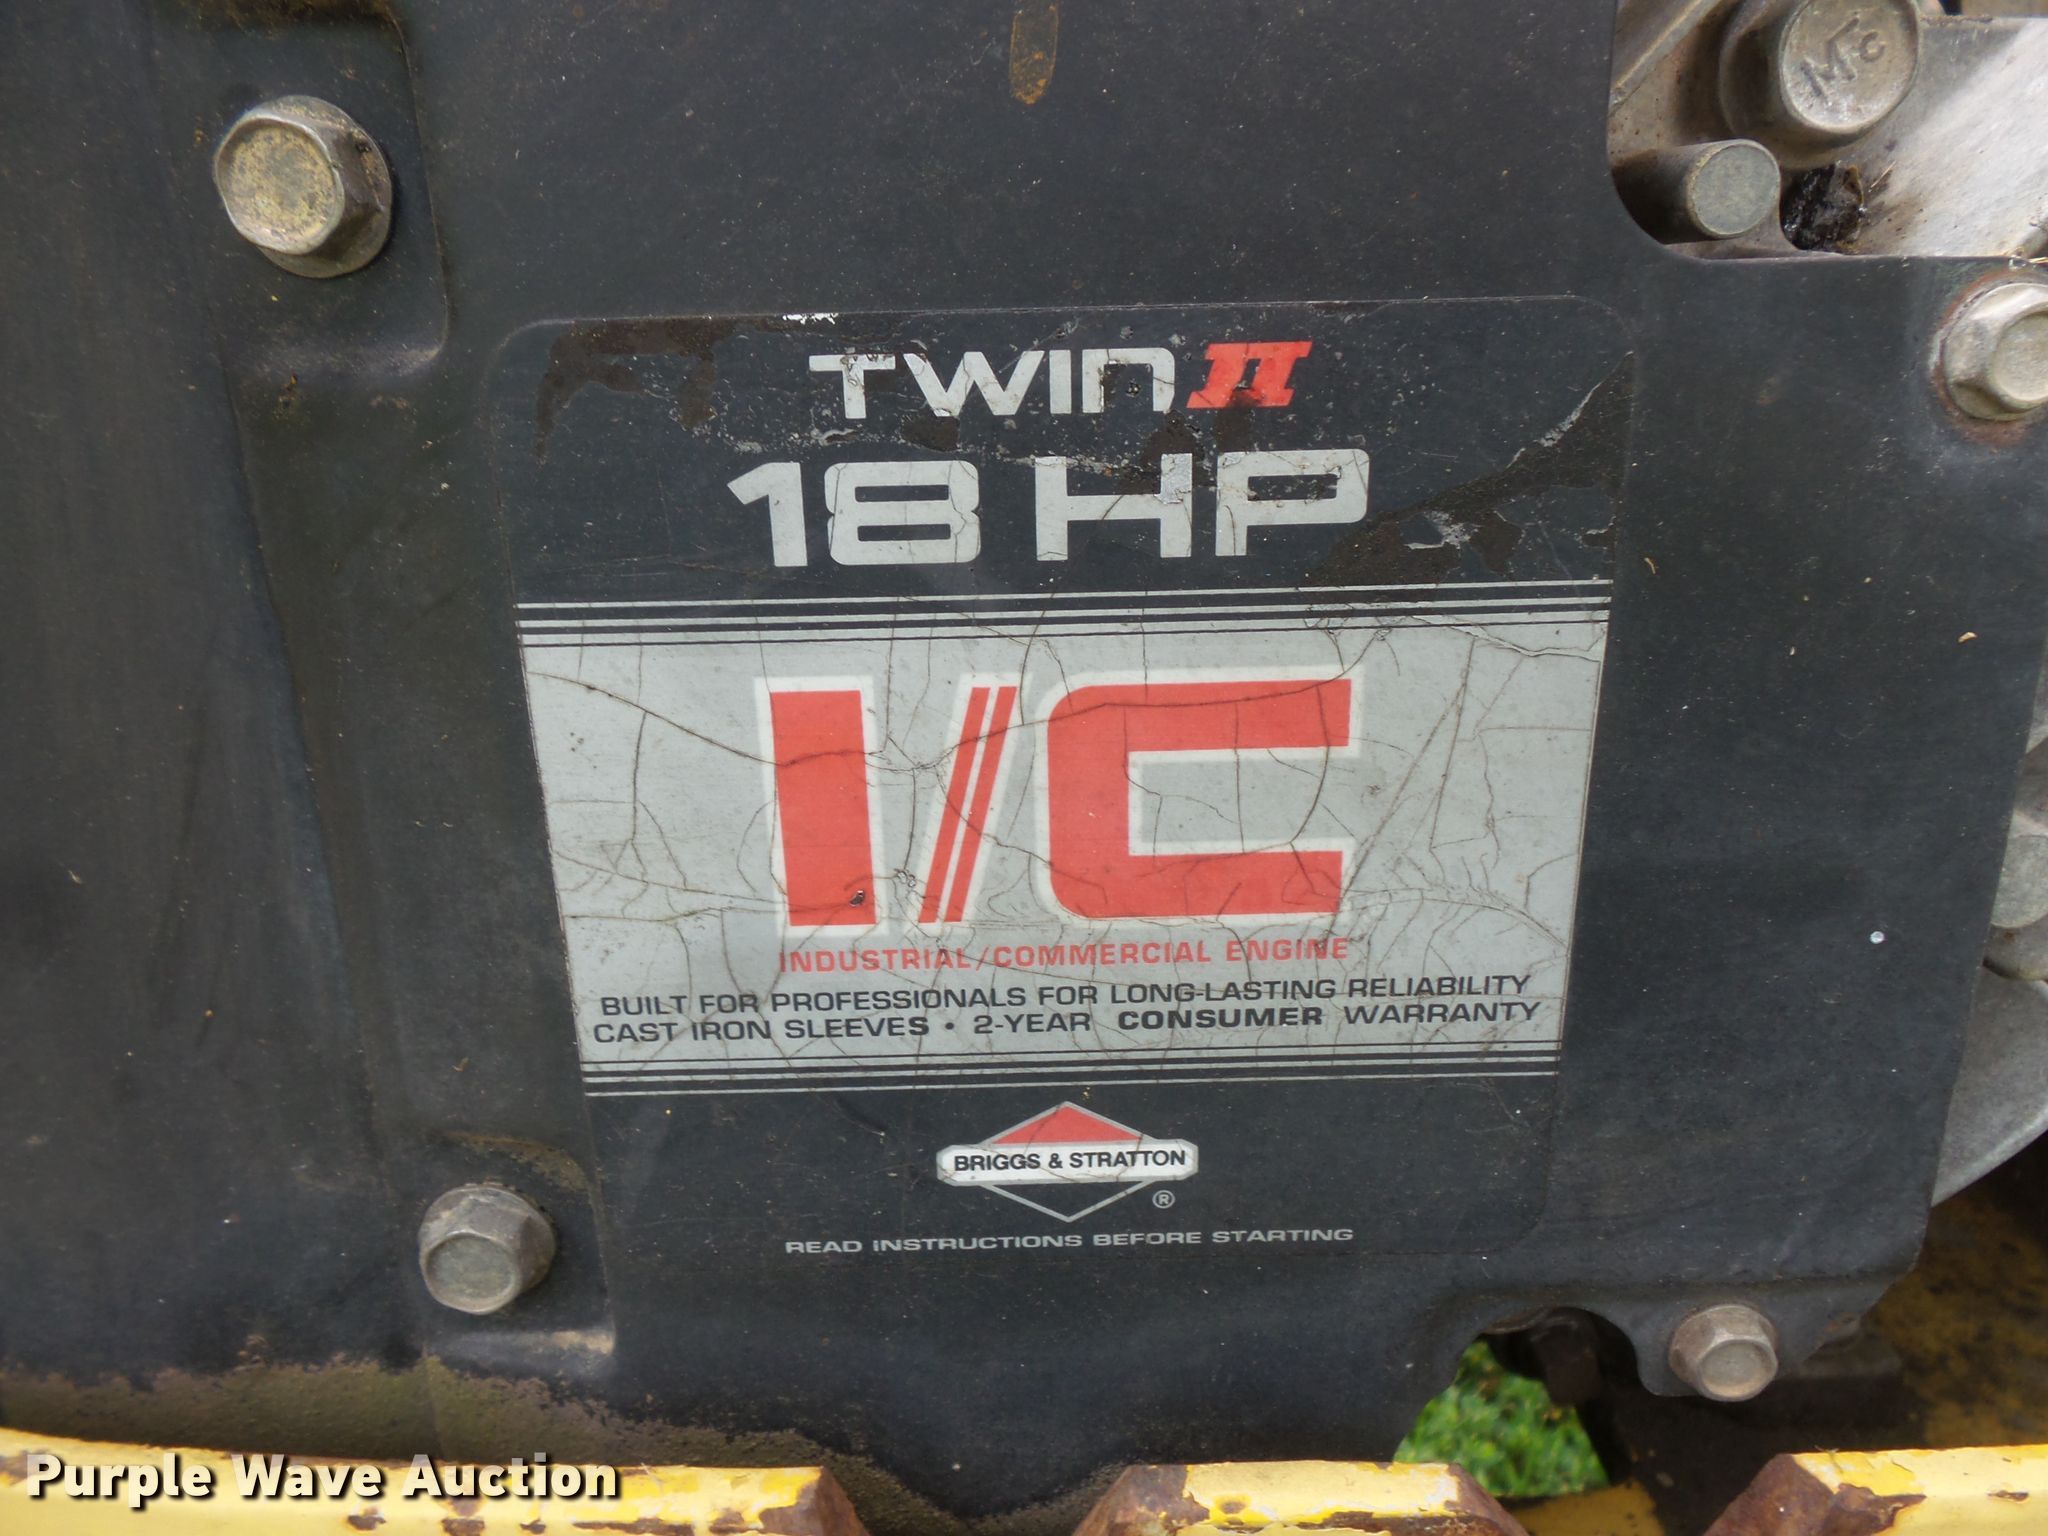 Mc
TWIN II
18 HP
I/C
INDUSTRIAL/COMMERCIAL ENGINE
BUILT FOR PROFESSIONALS FOR LONG-LASTING RELIABILITY
CAST IRON SLEEVES • 2-YEAR CONSUMER WARRANTY
BRIGGS & STRATTON
®
READ INSTRUCTIONS BEFORE STARTING
Purple Wave Auction